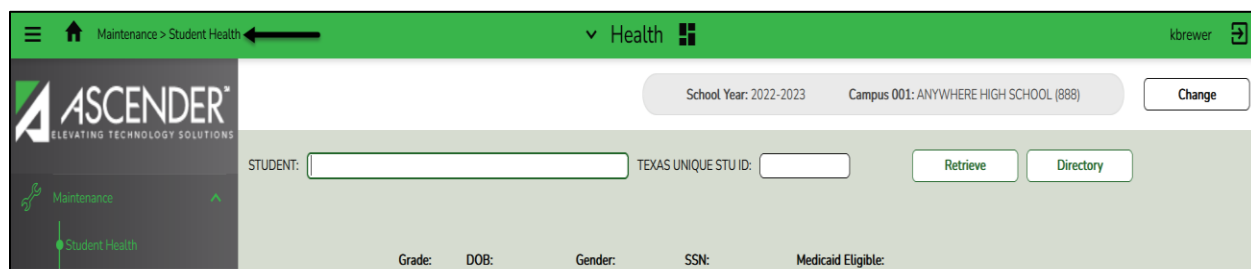 Maintenance > Student Health
Health
kbrewer
ASCENDER™
ELEVATING TECHNOLOGY SOLUTIONS
School Year: 2022-2023 Campus 001: ANYWHERE HIGH SCHOOL (888)
Change
STUDENT: TEXAS UNIQUE STU ID: Retrieve Directory
Maintenance
Student Health
Grade: DOB: Gender: SSN: Medicaid Eligible: